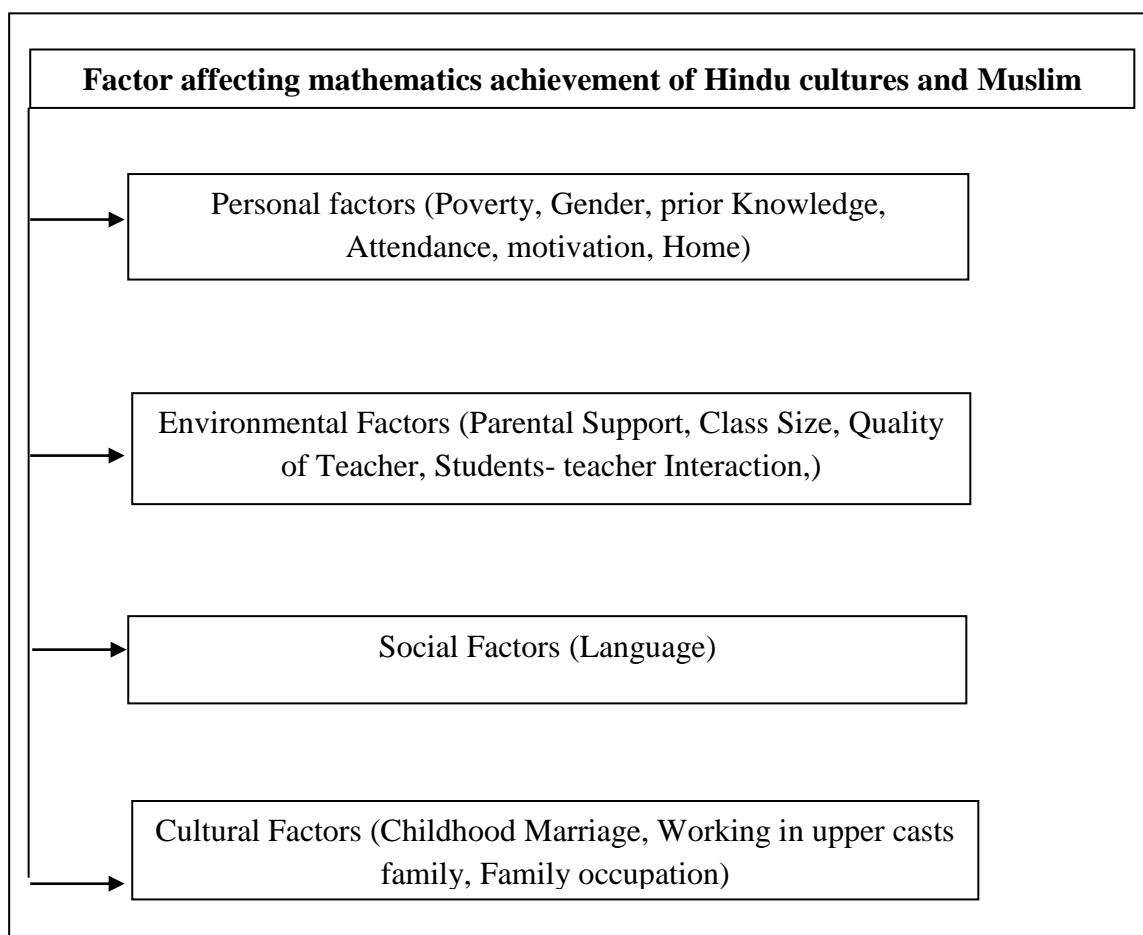 Factor affecting mathematics achievement of Hindu cultures and Muslim
Personal factors (Poverty, Gender, prior Knowledge,
Attendance, motivation, Home)
Environmental Factors (Parental Support, Class Size, Quality
of Teacher, Students- teacher Interaction,)
Social Factors (Language)
Cultural Factors (Childhood Marriage, Working in upper casts
family, Family occupation)